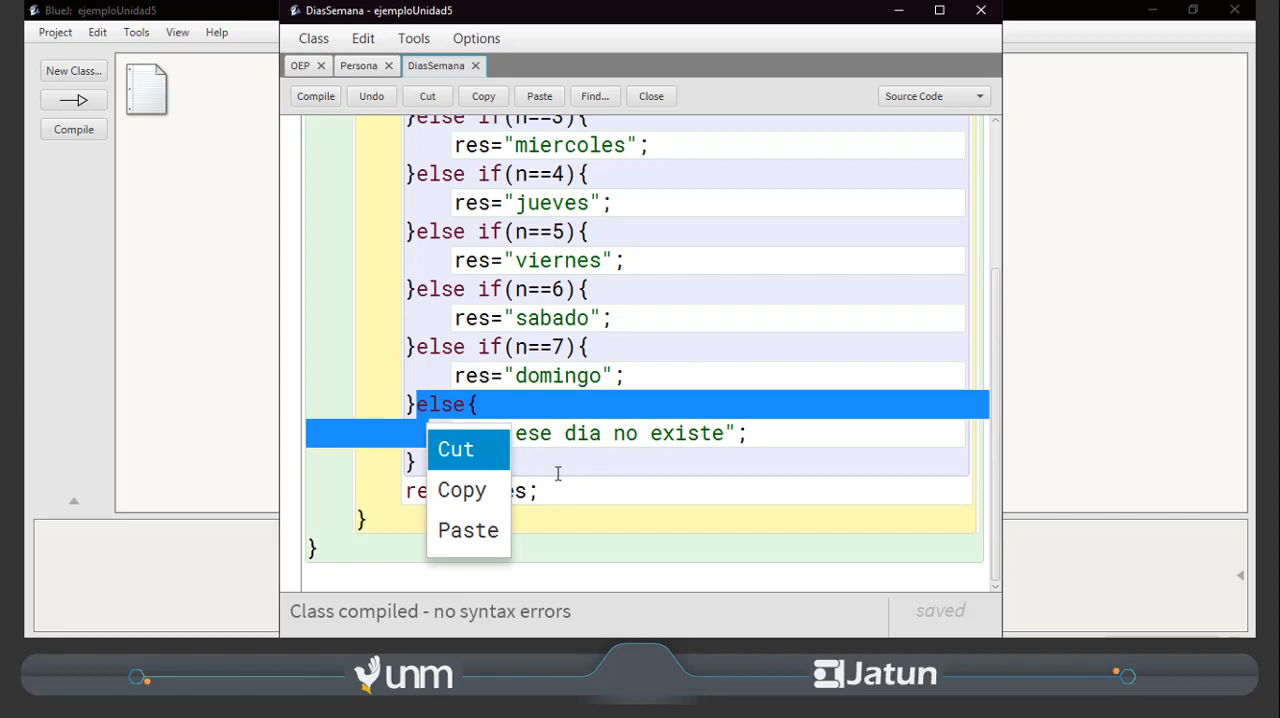 BlueJ: ejemploUnidad5
Project Edit Tools View Help
New Class...
Compile
DiasSemana - ejemploUnidad5
Class Edit Tools Options
OEP Persona DiasSemana
Compile Undo Cut Copy Paste Find... Close Source Code
}else if(n==3){
res="miercoles";
}else if(n==4){
res="jueves";
}else if(n==5){
res="viernes";
}else if(n==6){
res="sabado";
}else if(n==7){
res="domingo";
}else{
ese dia no existe";
}
}
}
Cut
Copy
Paste
Class compiled - no syntax errors
saved
unm
Jatun